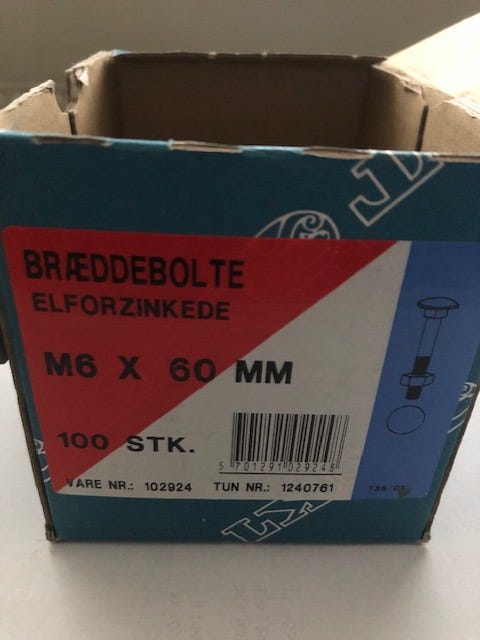 BRÆDDEBOLTE
ELFORZINKEDE
M6 X 60 MM
100 STK.
5 701291 029248
VARE NR.: 102924 TUN NR.: 1240761